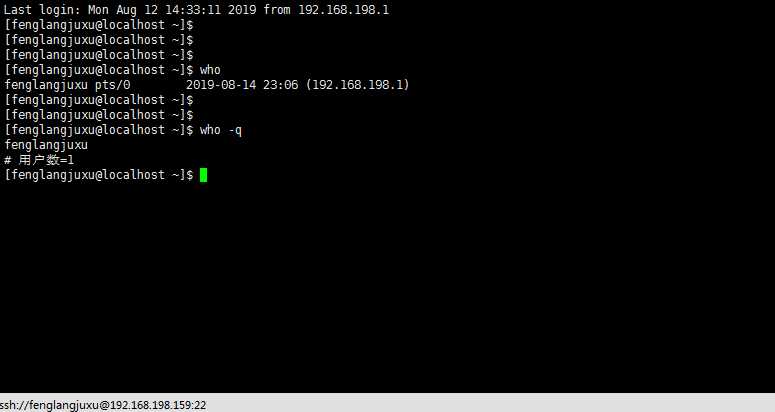 Last login: Mon Aug 12 14:33:11 2019 from 192.168.198.1
[fenglangjuxu@localhost ~]$
[fenglangjuxu@localhost ~]$
[fenglangjuxu@localhost ~]$
[fenglangjuxu@localhost ~]$ who
fenglangjuxu pts/0        2019-08-14 23:06 (192.168.198.1)
[fenglangjuxu@localhost ~]$
[fenglangjuxu@localhost ~]$
[fenglangjuxu@localhost ~]$ who -q
fenglangjuxu
# 用户数=1
[fenglangjuxu@localhost ~]$
ssh://fenglangjuxu@192.168.198.159:22